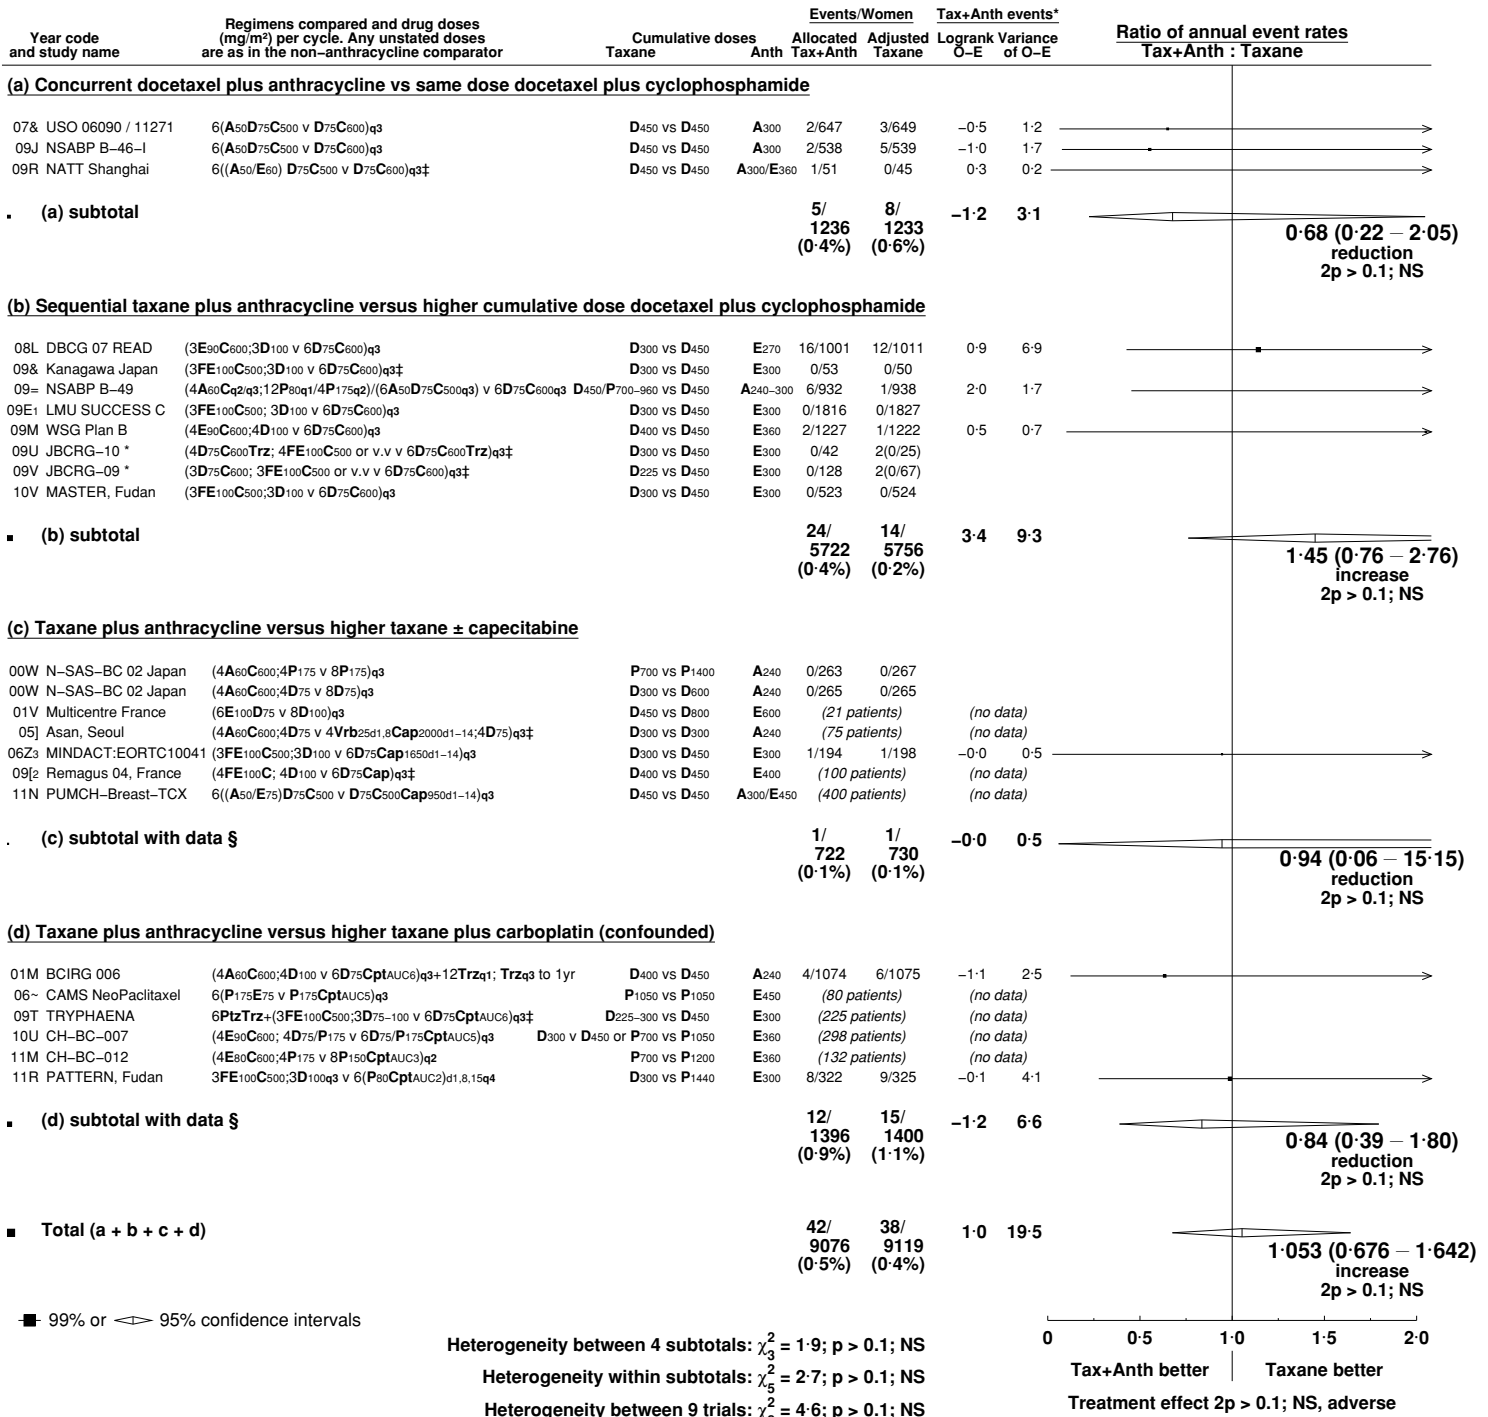 Events/Women Tax+Anth events*
Year code and study name Regimens compared and drug doses (mg/m²) per cycle. Any unstated doses are as in the non−anthracycline comparator Cumulative doses Taxane Anth Allocated Tax+Anth Adjusted Taxane Logrank O−E Variance of O−E Ratio of annual event rates Tax+Anth : Taxane
(a) Concurrent docetaxel plus anthracycline vs same dose docetaxel plus cyclophosphamide
07& USO 06090 / 11271 6(A50D75C500 v D75C600)q3 D450 vs D450 A300 2/647 3/649 −0·5 1·2
09J NSABP B−46−I 6(A50D75C500 v D75C600)q3 D450 vs D450 A300 2/538 5/539 −1·0 1·7
09R NATT Shanghai 6((A50/E60) D75C500 v D75C600)q3‡ D450 vs D450 A300/E360 1/51 0/45 0·3 0·2
(a) subtotal 5/ 1236 (0·4%) 8/ 1233 (0·6%) −1·2 3·1
0·68 (0·22 − 2·05)
reduction
2p > 0.1; NS
(b) Sequential taxane plus anthracycline versus higher cumulative dose docetaxel plus cyclophosphamide
08L DBCG 07 READ (3E90C600;3D100 v 6D75C600)q3 D300 vs D450 E270 16/1001 12/1011 0·9 6·9
09& Kanagawa Japan (3FE100C500;3D100 v 6D75C600)q3‡ D300 vs D450 E300 0/53 0/50
09= NSABP B−49 (4A60Cq2/q3;12P80q1/4P175q2)/(6A50D75C500q3) v 6D75C600q3 D450/P700−960 vs D450 A240−300 6/932 1/938 2·0 1·7
09E1 LMU SUCCESS C (3FE100C500; 3D100 v 6D75C600)q3 D300 vs D450 E300 0/1816 0/1827
09M WSG Plan B (4E90C600;4D100 v 6D75C600)q3 D400 vs D450 E360 2/1227 1/1222 0·5 0·7
09U JBCRG−10 * (4D75C600Trz; 4FE100C500 or v.v v 6D75C600Trz)q3‡ D300 vs D450 E300 0/42 2(0/25)
09V JBCRG−09 * (3D75C600; 3FE100C500 or v.v v 6D75C600)q3‡ D225 vs D450 E300 0/128 2(0/67)
10V MASTER, Fudan (3FE100C500;3D100 v 6D75C600)q3 D300 vs D450 E300 0/523 0/524
(b) subtotal 24/ 5722 (0·4%) 14/ 5756 (0·2%) 3·4 9·3
1·45 (0·76 − 2·76)
increase
2p > 0.1; NS
(c) Taxane plus anthracycline versus higher taxane ± capecitabine
00W N−SAS−BC 02 Japan (4A60C600;4P175 v 8P175)q3 P700 vs P1400 A240 0/263 0/267
00W N−SAS−BC 02 Japan (4A60C600;4D75 v 8D75)q3 D300 vs D600 A240 0/265 0/265
01V Multicentre France (6E100D75 v 8D100)q3 D450 vs D800 E600 (21 patients) (no data)
05] Asan, Seoul (4A60C600;4D75 v 4Vrb25d1,8Cap2000d1−14;4D75)q3‡ D300 vs D300 A240 (75 patients) (no data)
06Z3 MINDACT:EORTC10041 (3FE100C500;3D100 v 6D75Cap1650d1−14)q3 D300 vs D450 E300 1/194 1/198 −0·0 0·5
09[2 Remagus 04, France (4FE100C; 4D100 v 6D75Cap)q3‡ D400 vs D450 E400 (100 patients) (no data)
11N PUMCH−Breast−TCX 6((A50/E75)D75C500 v D75C500Cap950d1−14)q3 D450 vs D450 A300/E450 (400 patients) (no data)
(c) subtotal with data § 1/ 722 (0·1%) 1/ 730 (0·1%) −0·0 0·5
0·94 (0·06 − 15·15)
reduction
2p > 0.1; NS
(d) Taxane plus anthracycline versus higher taxane plus carboplatin (confounded)
01M BCIRG 006 (4A60C600;4D100 v 6D75CptAUC6)q3+12Trzq1; Trzq3 to 1yr D400 vs D450 A240 4/1074 6/1075 −1·1 2·5
06~ CAMS NeoPaclitaxel 6(P175E75 v P175CptAUC5)q3 P1050 vs P1050 E450 (80 patients) (no data)
09T TRYPHAENA 6PtzTrz+(3FE100C500;3D75−100 v 6D75CptAUC6)q3‡ D225−300 vs D450 E300 (225 patients) (no data)
10U CH−BC−007 (4E90C600; 4D75/P175 v 6D75/P175CptAUC5)q3 D300 v D450 or P700 v P1050 E360 (298 patients) (no data)
11M CH−BC−012 (4E80C600;4P175 v 8P150CptAUC3)q2 P700 vs P1200 E360 (132 patients) (no data)
11R PATTERN, Fudan 3FE100C500;3D100q3 v 6(P80CptAUC2)d1,8,15q4 D300 vs P1440 E300 8/322 9/325 −0·1 4·1
(d) subtotal with data § 12/ 1396 (0·9%) 15/ 1400 (1·1%) −1·2 6·6
0·84 (0·39 − 1·80)
reduction
2p > 0.1; NS
Total (a + b + c + d) 42/ 9076 (0·5%) 38/ 9119 (0·4%) 1·0 19·5
1·053 (0·676 − 1·642)
increase
2p > 0.1; NS
99% or 95% confidence intervals
0 0·5 1·0 1·5 2·0
Tax+Anth better Taxane better
Treatment effect 2p > 0.1; NS, adverse
Heterogeneity between 4 subtotals: χ²₃ = 1·9; p > 0.1; NS
Heterogeneity within subtotals: χ²₅ = 2·7; p > 0.1; NS
Heterogeneity between 9 trials: χ² = 4·6; p > 0.1; NS